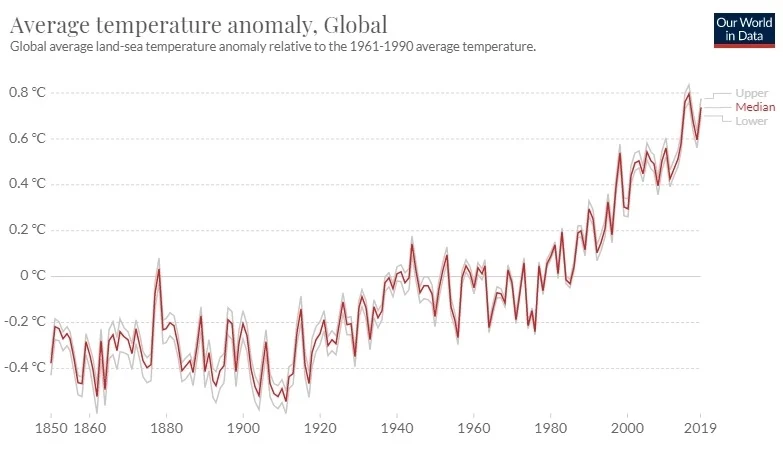 Average temperature anomaly, Global
Global average land-sea temperature anomaly relative to the 1961-1990 average temperature.
Our World
in Data
0.8 °C
0.6 °C
0.4 °C
0.2 °C
0 °C
-0.2 °C
-0.4 °C
Upper
Median
Lower
1850 1860 1880 1900 1920 1940 1960 1980 2000 2019